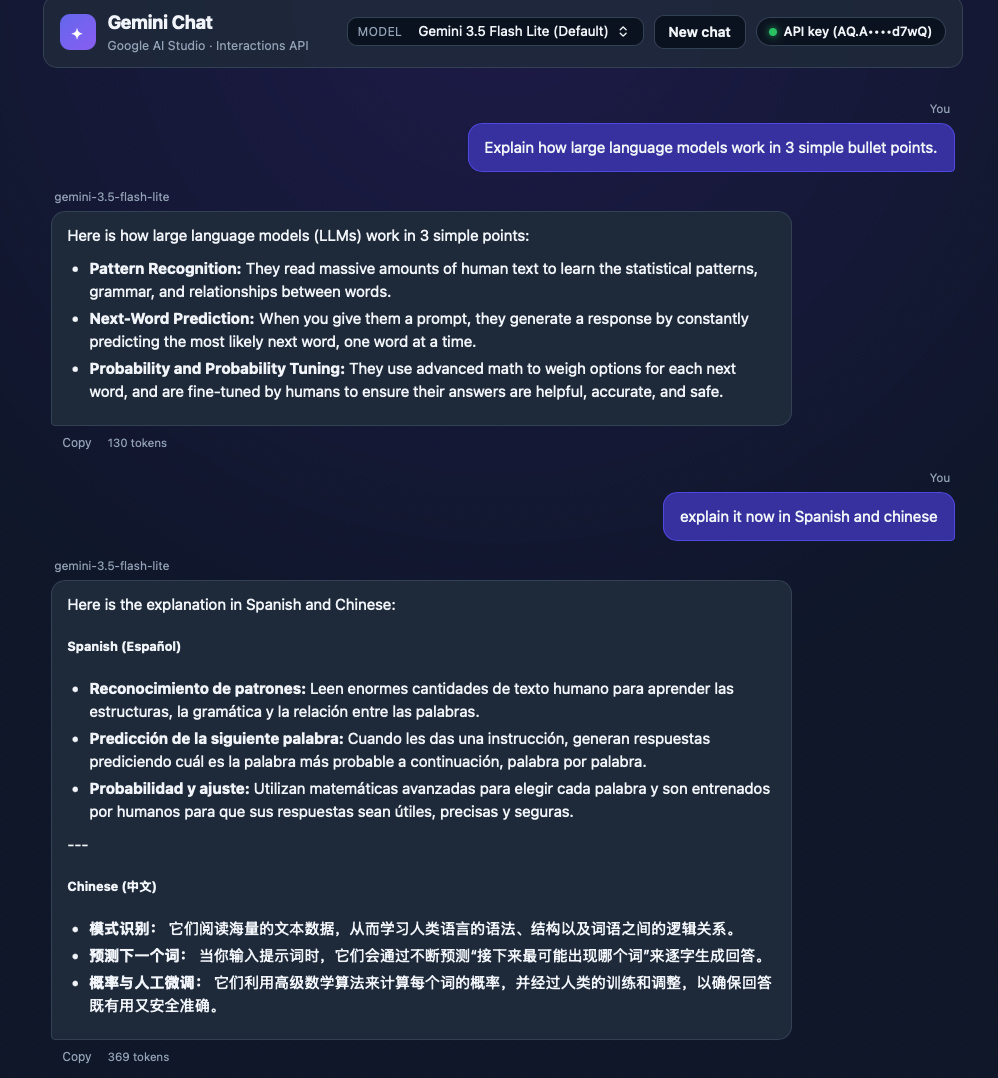 Gemini Chat
Google AI Studio · Interactions API
MODEL Gemini 3.5 Flash Lite (Default)
New chat
API key (AQ.A••••d7wQ)
You
Explain how large language models work in 3 simple bullet points.
gemini-3.5-flash-lite
Here is how large language models (LLMs) work in 3 simple points:
• Pattern Recognition: They read massive amounts of human text to learn the statistical patterns,
grammar, and relationships between words.
• Next-Word Prediction: When you give them a prompt, they generate a response by constantly
predicting the most likely next word, one word at a time.
• Probability and Probability Tuning: They use advanced math to weigh options for each next
word, and are fine-tuned by humans to ensure their answers are helpful, accurate, and safe.
Copy 130 tokens
You
explain it now in Spanish and chinese
gemini-3.5-flash-lite
Here is the explanation in Spanish and Chinese:
Spanish (Español)
• Reconocimiento de patrones: Leen enormes cantidades de texto humano para aprender las
estructuras, la gramática y la relación entre las palabras.
• Predicción de la siguiente palabra: Cuando les das una instrucción, generan respuestas
prediciendo cuál es la palabra más probable a continuación, palabra por palabra.
• Probabilidad y ajuste: Utilizan matemáticas avanzadas para elegir cada palabra y son entrenados
por humanos para que sus respuestas sean útiles, precisas y seguras.
---
Chinese (中文)
• 模式识别： 它们阅读海量的文本数据，从而学习人类语言的语法、结构以及词语之间的逻辑关系。
• 预测下一个词： 当你输入提示词时，它们会通过不断预测“接下来最可能出现哪个词”来逐字生成回答。
• 概率与人工微调： 它们利用高级数学算法来计算每个词的概率，并经过人类的训练和调整，以确保回答
既有用又安全准确。
Copy 369 tokens